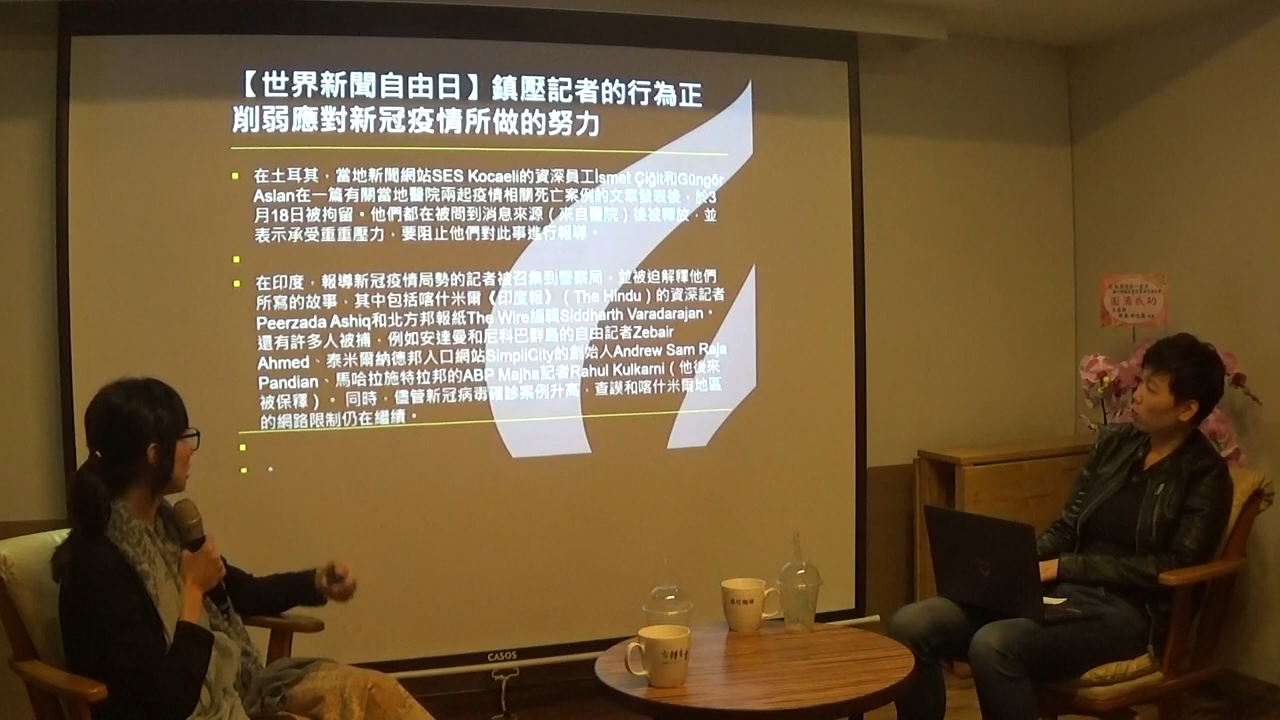 【世界新聞自由日】鎮壓記者的行為正
削弱應對新冠疫情所做的努力
在土耳其，當地新聞網站SES Kocaeli的資深員工İsmet Çiğit和Güngör
Aslan在一篇有關當地醫院兩起疫情相關死亡案例的文章發表後，於3
月18日被拘留。他們都在被問到消息來源（來自醫院）後被釋放，並
表示承受重重壓力，要阻止他們對此事進行報導。
在印度，報導新冠疫情局勢的記者被召集到警察局，並被迫解釋他們
所寫的故事，其中包括喀什米爾《印度報》（The Hindu）的資深記者
Peerzada Ashiq和北方邦報紙The Wire編輯Siddharth Varadarajan。
還有許多人被捕，例如安達曼和尼科巴群島的自由記者Zebair
Ahmed、泰米爾納德邦人口網站SimpliCity的創始人Andrew Sam Raja
Pandian、馬哈拉施特拉邦的ABP Majha記者Rahul Kulkarni（他後來
被保釋）。 同時，儘管新冠病毒確診案例升高，查謨和喀什米爾地區
的網路限制仍在繼續。
圓滿成功
CASOS